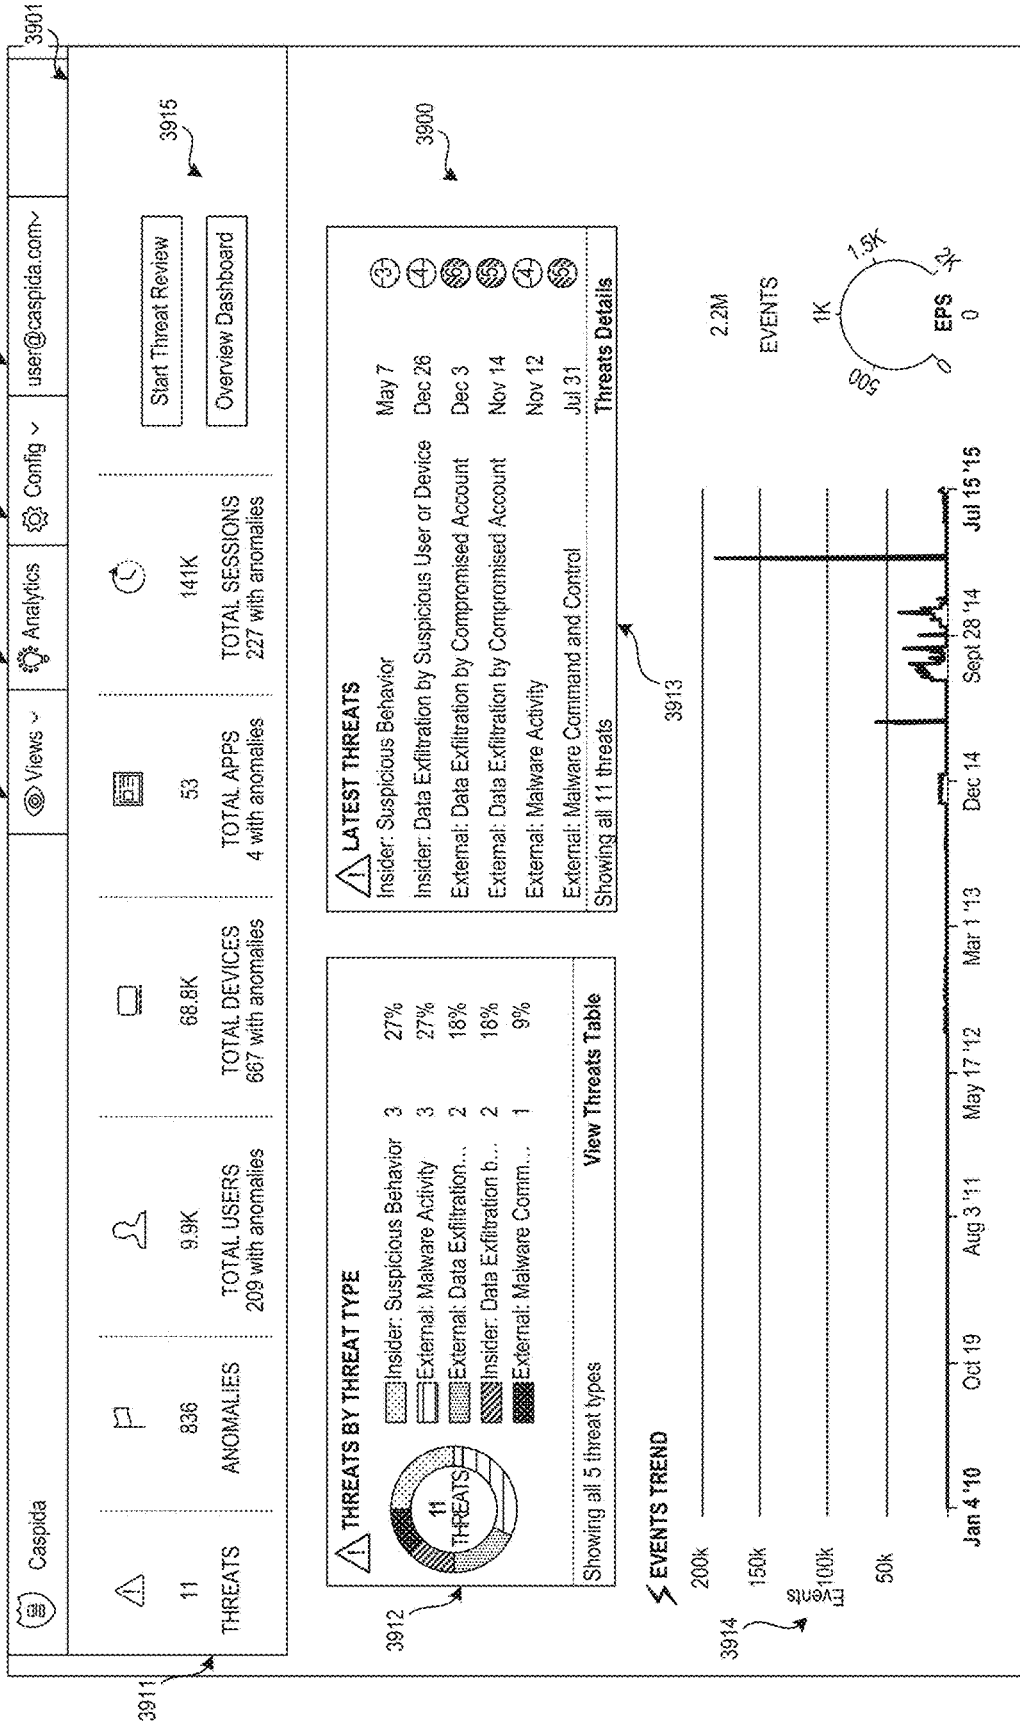 3901
Caspida
Views
Analytics
Config
user@caspida.com
3911
11
THREATS
836
ANOMALIES
9.9K
TOTAL USERS
209 with anomalies
68.8K
TOTAL DEVICES
667 with anomalies
53
TOTAL APPS
4 with anomalies
141K
TOTAL SESSIONS
227 with anomalies
Start Threat Review
Overview Dashboard
3915
3900
3912
THREATS BY THREAT TYPE
11
THREATS
Insider: Suspicious Behavior 3 27%
External: Malware Activity 3 27%
External: Data Exfiltration... 2 18%
Insider: Data Exfiltration b... 2 18%
External: Malware Comm... 1 9%
Showing all 5 threat types View Threats Table
LATEST THREATS
Insider: Suspicious Behavior May 7 3
Insider: Data Exfiltration by Suspicious User or Device Dec 26 4
External: Data Exfiltration by Compromised Account Dec 3 6
External: Data Exfiltration by Compromised Account Nov 14 5
External: Malware Activity Nov 12 4
External: Malware Command and Control Jul 31 5
Showing all 11 threats Threats Details
3913
EVENTS TREND
3914
Events
200k
150k
100k
50k
Jan 4 '10 Oct 19 Aug 3 '11 May 17 '12 Mar 1 '13 Dec 14 Sept 28 '14 Jul 15 '15
2.2M
EVENTS
0 500 1K 1.5K 2K
EPS
0